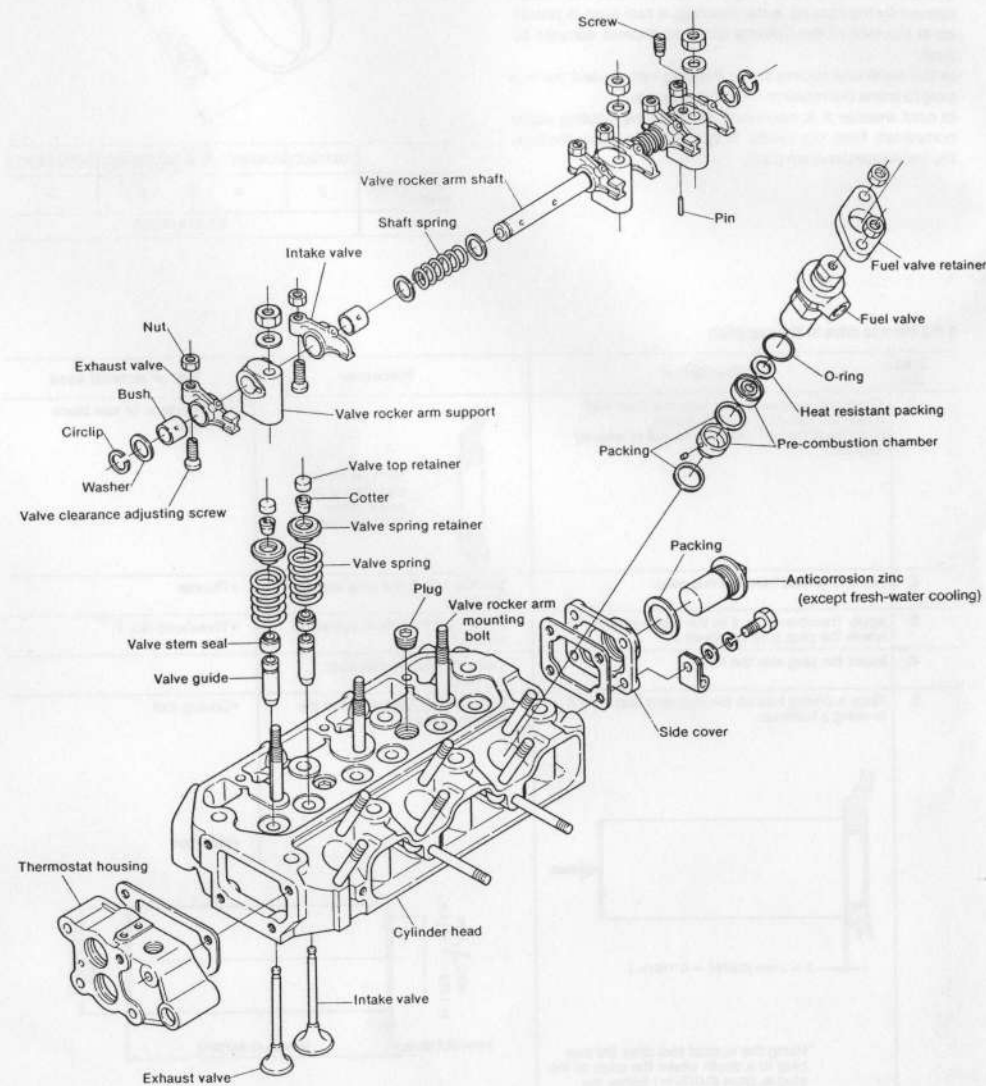 Screw
Valve rocker arm shaft
Pin
Shaft spring
Intake valve
Fuel valve retainer
Nut
Fuel valve
Exhaust valve
O-ring
Bush
Valve rocker arm support
Heat resistant packing
Circlip
Pre-combustion chamber
Packing
Washer
Valve top retainer
Valve clearance adjusting screw
Cotter
Valve spring retainer
Packing
Valve spring
Anticorrosion zinc
(except fresh-water cooling)
Plug
Valve rocker arm
mounting
bolt
Valve stem seal
Valve guide
Side cover
Thermostat housing
Cylinder head
Intake valve
Exhaust valve